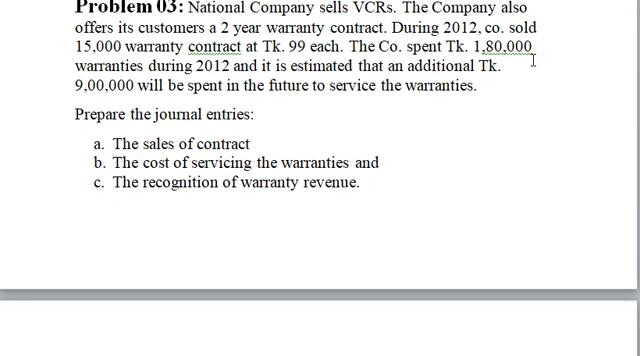 Problem 03: National Company sells VCRs. The Company also
offers its customers a 2 year warranty contract. During 2012, co. sold
15,000 warranty contract at Tk. 99 each. The Co. spent Tk. 1,80,000
warranties during 2012 and it is estimated that an additional Tk.
9,00,000 will be spent in the future to service the warranties.
Prepare the journal entries:
a. The sales of contract
b. The cost of servicing the warranties and
c. The recognition of warranty revenue.